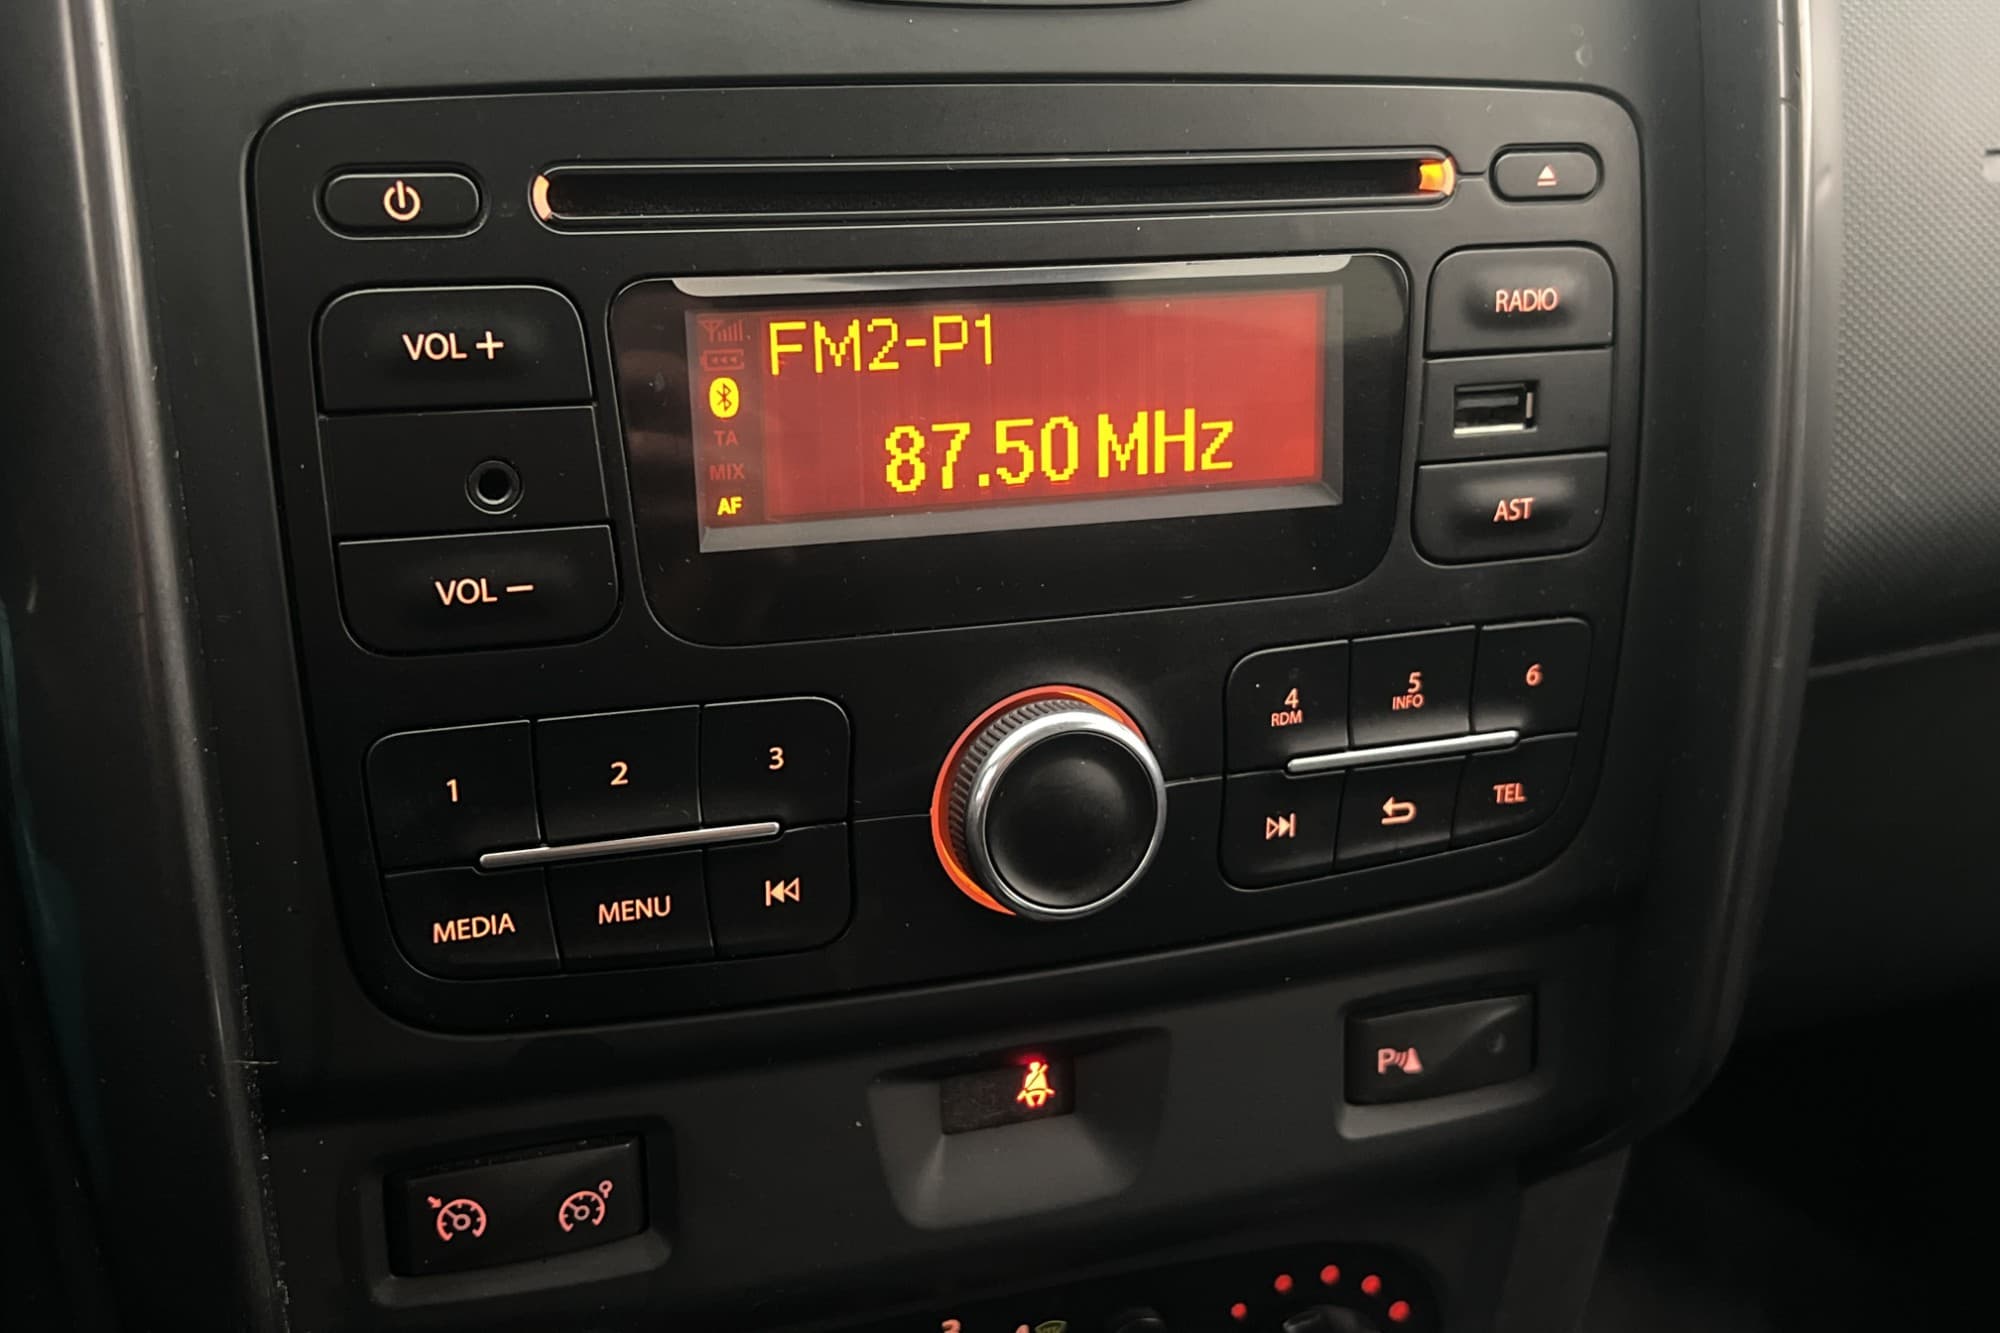 VOL +
VOL −
FM2-P1
87.50 MHz
TA
MIX
AF
RADIO
AST
1
2
3
MEDIA
MENU
4
RDM
5
INFO
6
TEL
P
3